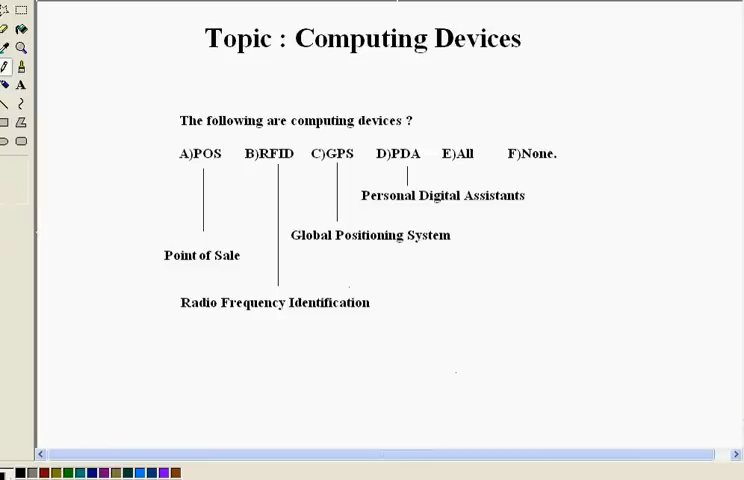 Topic : Computing Devices
The following are computing devices ?
A)POS B)RFID C)GPS D)PDA E)All F)None.
Personal Digital Assistants
Global Positioning System
Point of Sale
Radio Frequency Identification